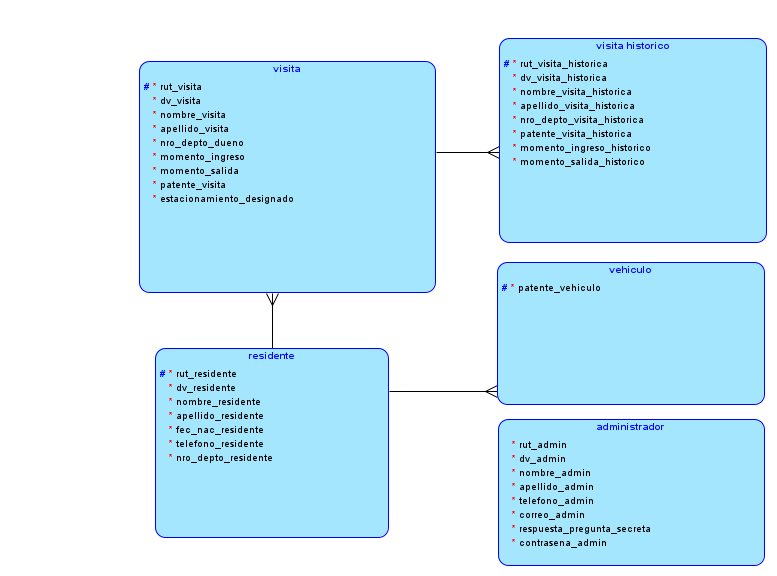 visita
# * rut_visita
* dv_visita
* nombre_visita
* apellido_visita
* nro_depto_dueno
* momento_ingreso
* momento_salida
* patente_visita
* estacionamiento_designado
visita historico
# * rut_visita_historica
* dv_visita_historica
* nombre_visita_historica
* apellido_visita_historica
* nro_depto_visita_historica
* patente_visita_historica
* momento_ingreso_historico
* momento_salida_historico
vehiculo
# * patente_vehiculo
residente
# * rut_residente
* dv_residente
* nombre_residente
* apellido_residente
* fec_nac_residente
* telefono_residente
* nro_depto_residente
administrador
* rut_admin
* dv_admin
* nombre_admin
* apellido_admin
* telefono_admin
* correo_admin
* respuesta_pregunta_secreta
* contrasena_admin